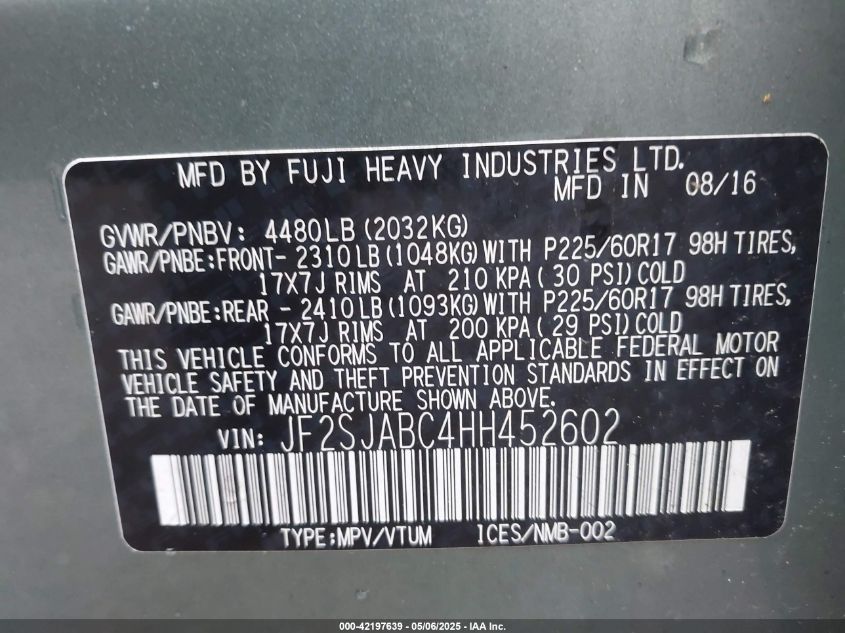 MFD BY FUJI HEAVY INDUSTRIES LTD.
MFD IN 08/16
GVWR/PNBV: 4480LB (2032KG)
GAWR/PNBE:FRONT- 2310LB (1048KG) WITH P225/60R17 98H TIRES,
17X7J RIMS AT 210 KPA ( 30 PSI) COLD
GAWR/PNBE:REAR - 2410LB (1093KG) WITH P225/60R17 98H TIRES,
17X7J RIMS AT 200 KPA ( 29 PSI) COLD
THIS VEHICLE CONFORMS TO ALL APPLICABLE FEDERAL MOTOR
VEHICLE SAFETY AND THEFT PREVENTION STANDARDS IN EFFECT ON
THE DATE OF MANUFACTURE SHOWN ABOVE.
VIN: JF2SJABC4HH452602
TYPE:MPV/VTUM ICES/NMB-002
000-42197639 - 05/06/2025 - IAA Inc.